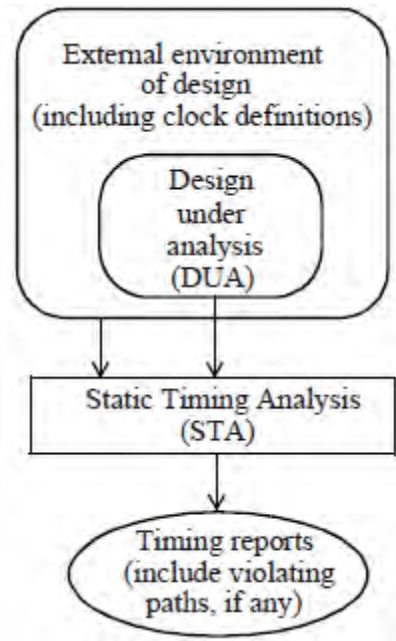 External environment
of design
(including clock definitions)
Design
under
analysis
(DUA)
Static Timing Analysis
(STA)
Timing reports
(include violating
paths, if any)